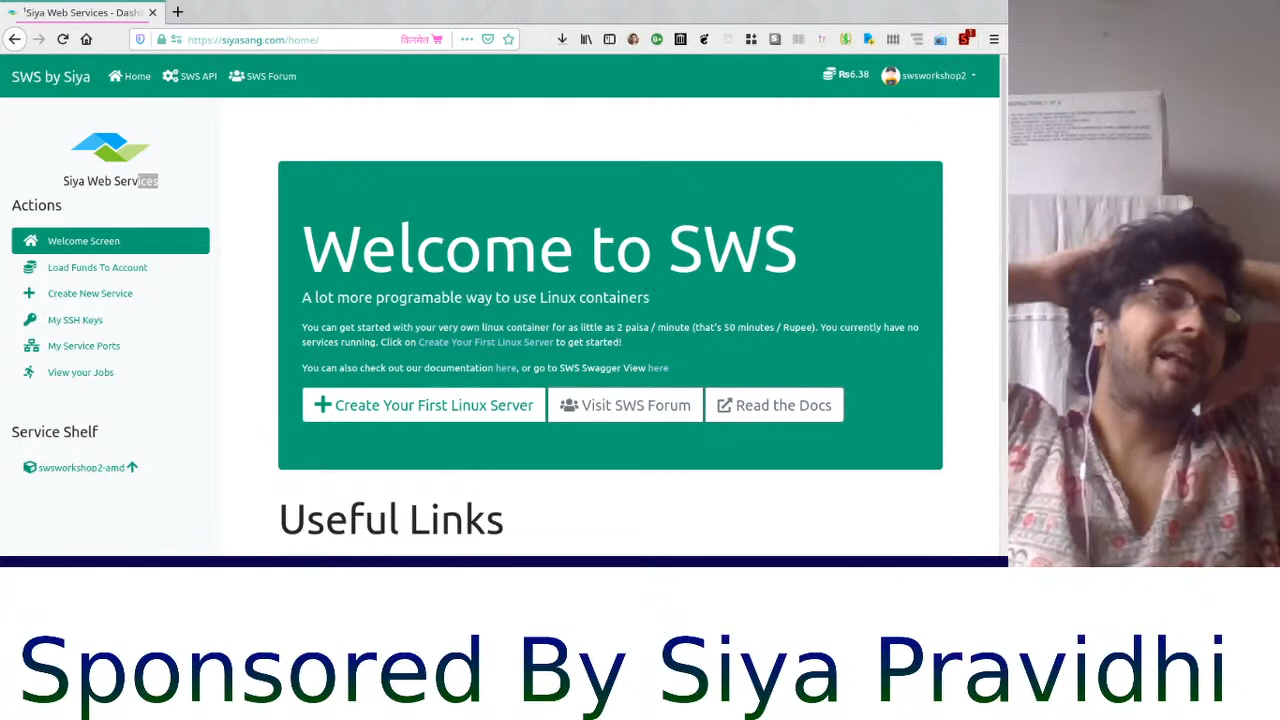 Siya Web Services - Dash
https://siyasang.com/home/
SWS by Siya
Home
SWS API
SWS Forum
₨6.38
swsworkshop2
Siya Web Services
Actions
Welcome Screen
Load Funds To Account
Create New Service
My SSH Keys
My Service Ports
View your Jobs
Service Shelf
swsworkshop2-amd
Welcome to SWS
A lot more programable way to use Linux containers
You can get started with your very own linux container for as little as 2 paisa / minute (that's 50 minutes / Rupee). You currently have no
services running. Click on Create Your First Linux Server to get started!
You can also check out our documentation here, or go to SWS Swagger View here
Create Your First Linux Server
Visit SWS Forum
Read the Docs
Useful Links
Sponsored By Siya Pravidhi